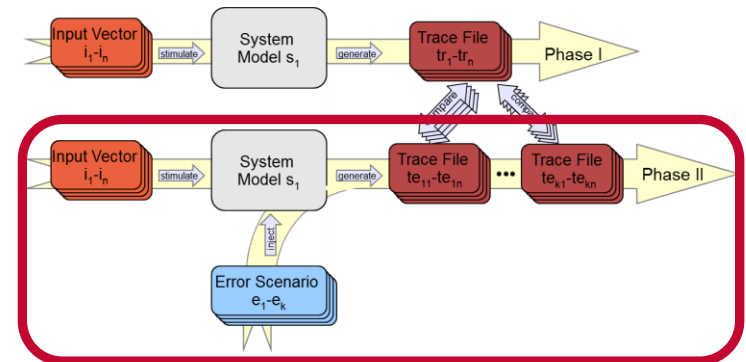 Input Vector
i₁-iₙ
stimulate
System
Model s₁
generate
Trace File
tr₁-trₙ
Phase I
compare
compare
Input Vector
i₁-iₙ
stimulate
System
Model s₁
generate
Trace File
te₁₁-te₁ₙ
•••
Trace File
teₖ₁-teₖₙ
Phase II
inject
Error Scenario
e₁-eₖ